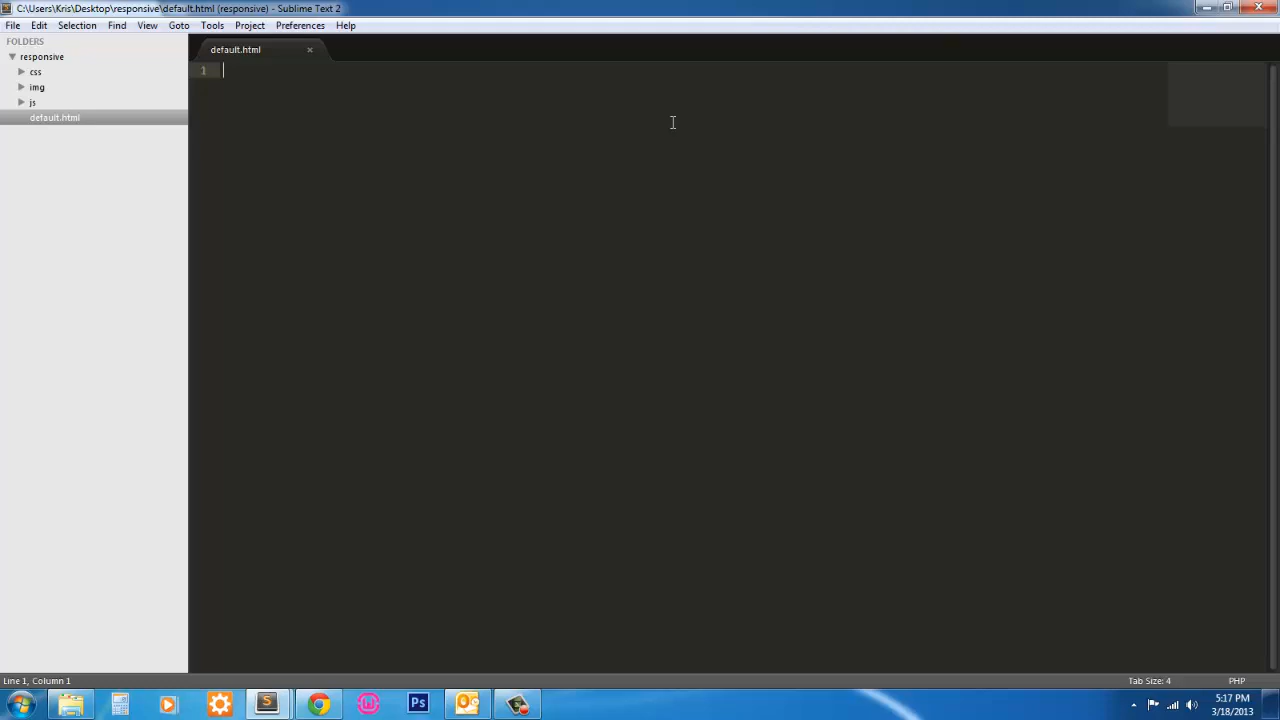 C:\Users\Kris\Desktop\responsive\default.html (responsive) - Sublime Text 2
File Edit Selection Find View Goto Tools Project Preferences Help
FOLDERS
responsive
css
img
js
default.html
default.html
1
Line 1, Column 1
Tab Size: 4
PHP
Ps
5:17 PM
3/18/2013